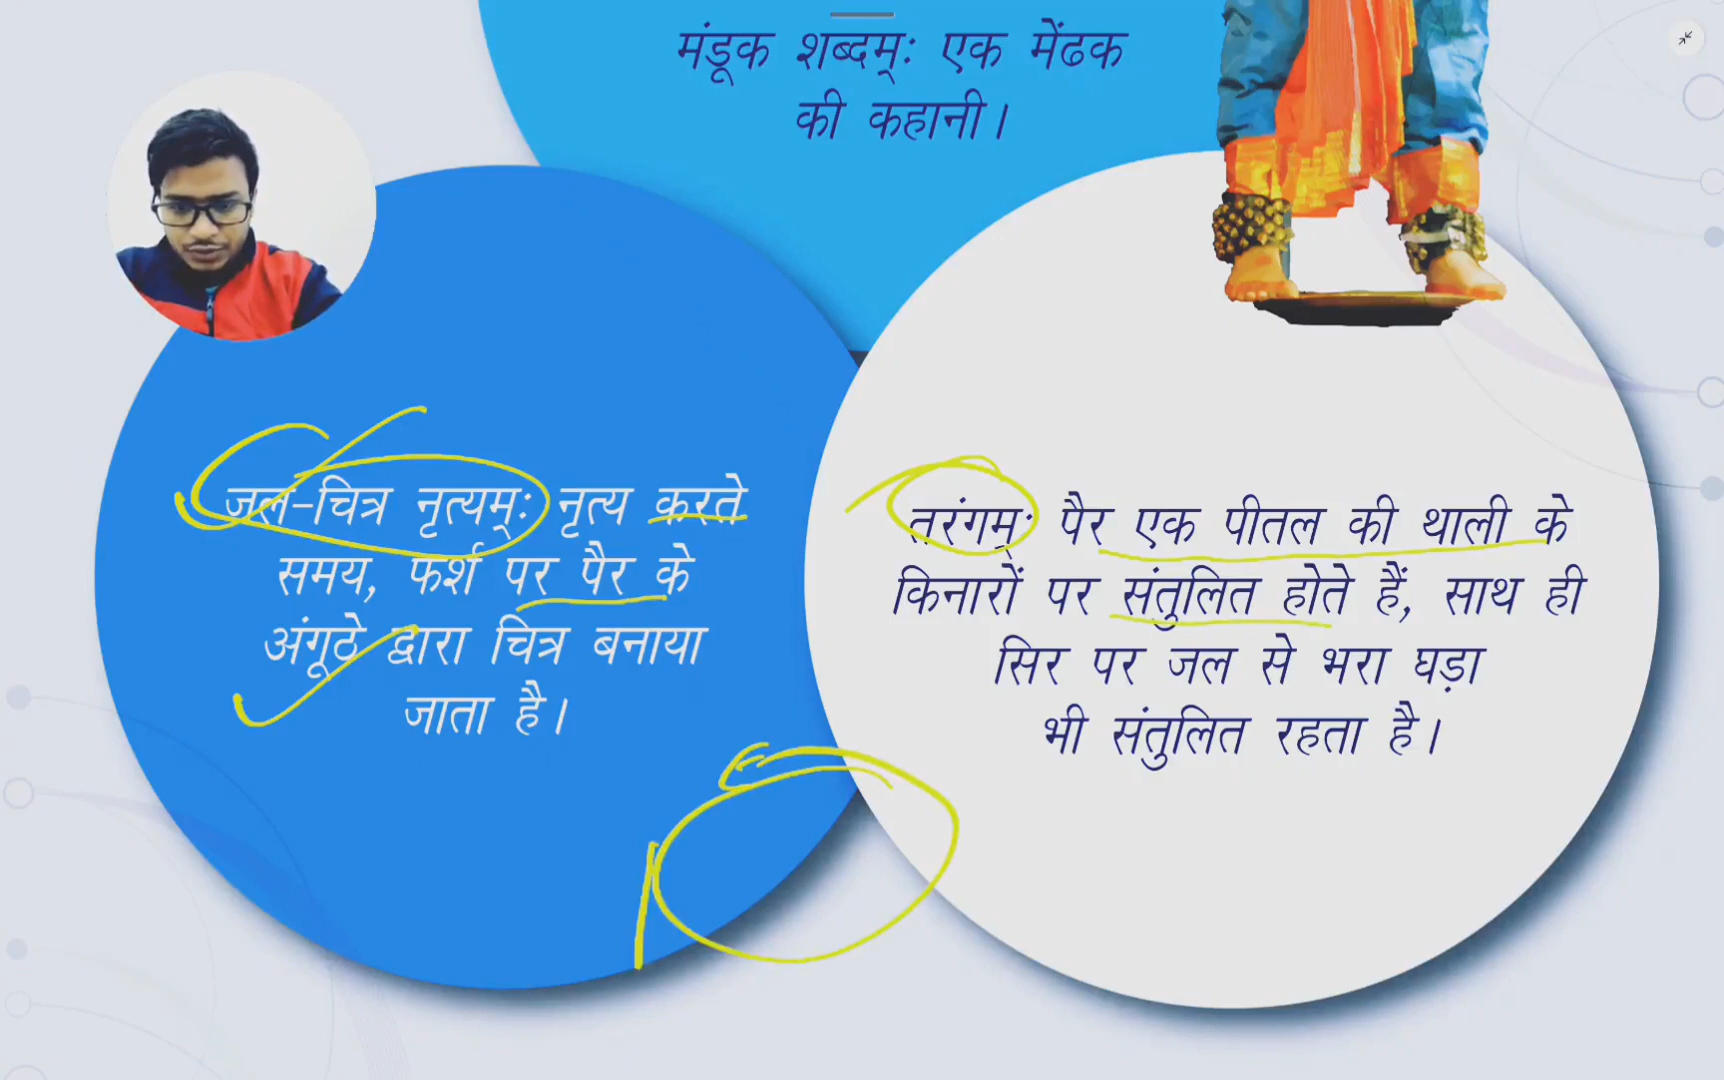 मंडूक शब्दम्: एक मेंढक
की कहानी।
जल-चित्र नृत्यम्: नृत्य करते
समय, फर्श पर पैर के
अंगूठे द्वारा चित्र बनाया
जाता है।
तरंगम्: पैर एक पीतल की थाली के
किनारों पर संतुलित होते हैं, साथ ही
सिर पर जल से भरा घड़ा
भी संतुलित रहता है।